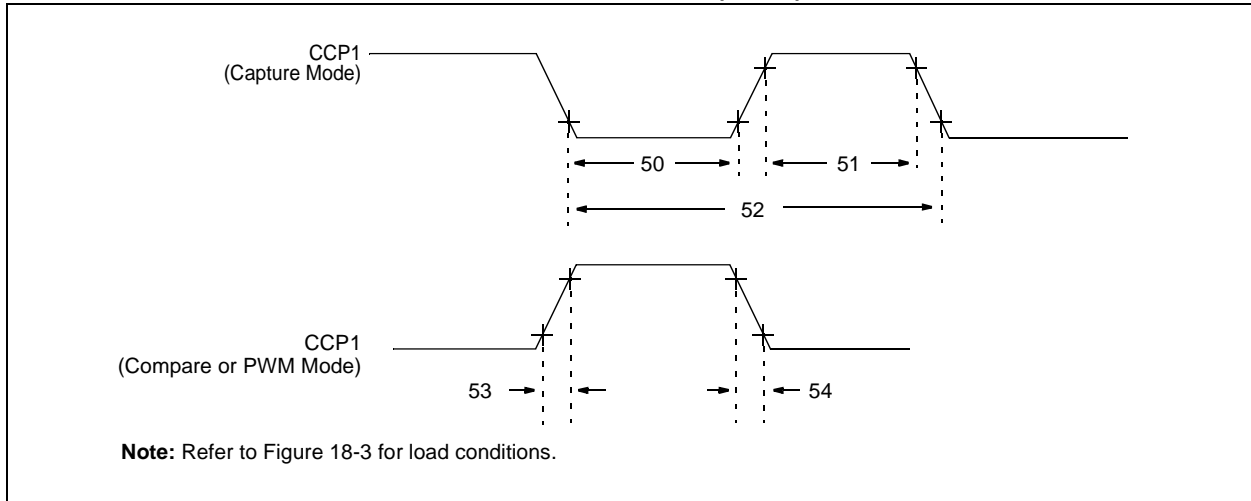 CCP1
(Capture Mode)
50
51
52
CCP1
(Compare or PWM Mode)
53
54
Note: Refer to Figure 18-3 for load conditions.